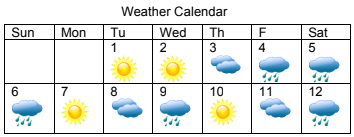 Weather Calendar
Sun Mon Tu Wed Th F Sat
1 2 3 4 5
6 7 8 9 10 11 12